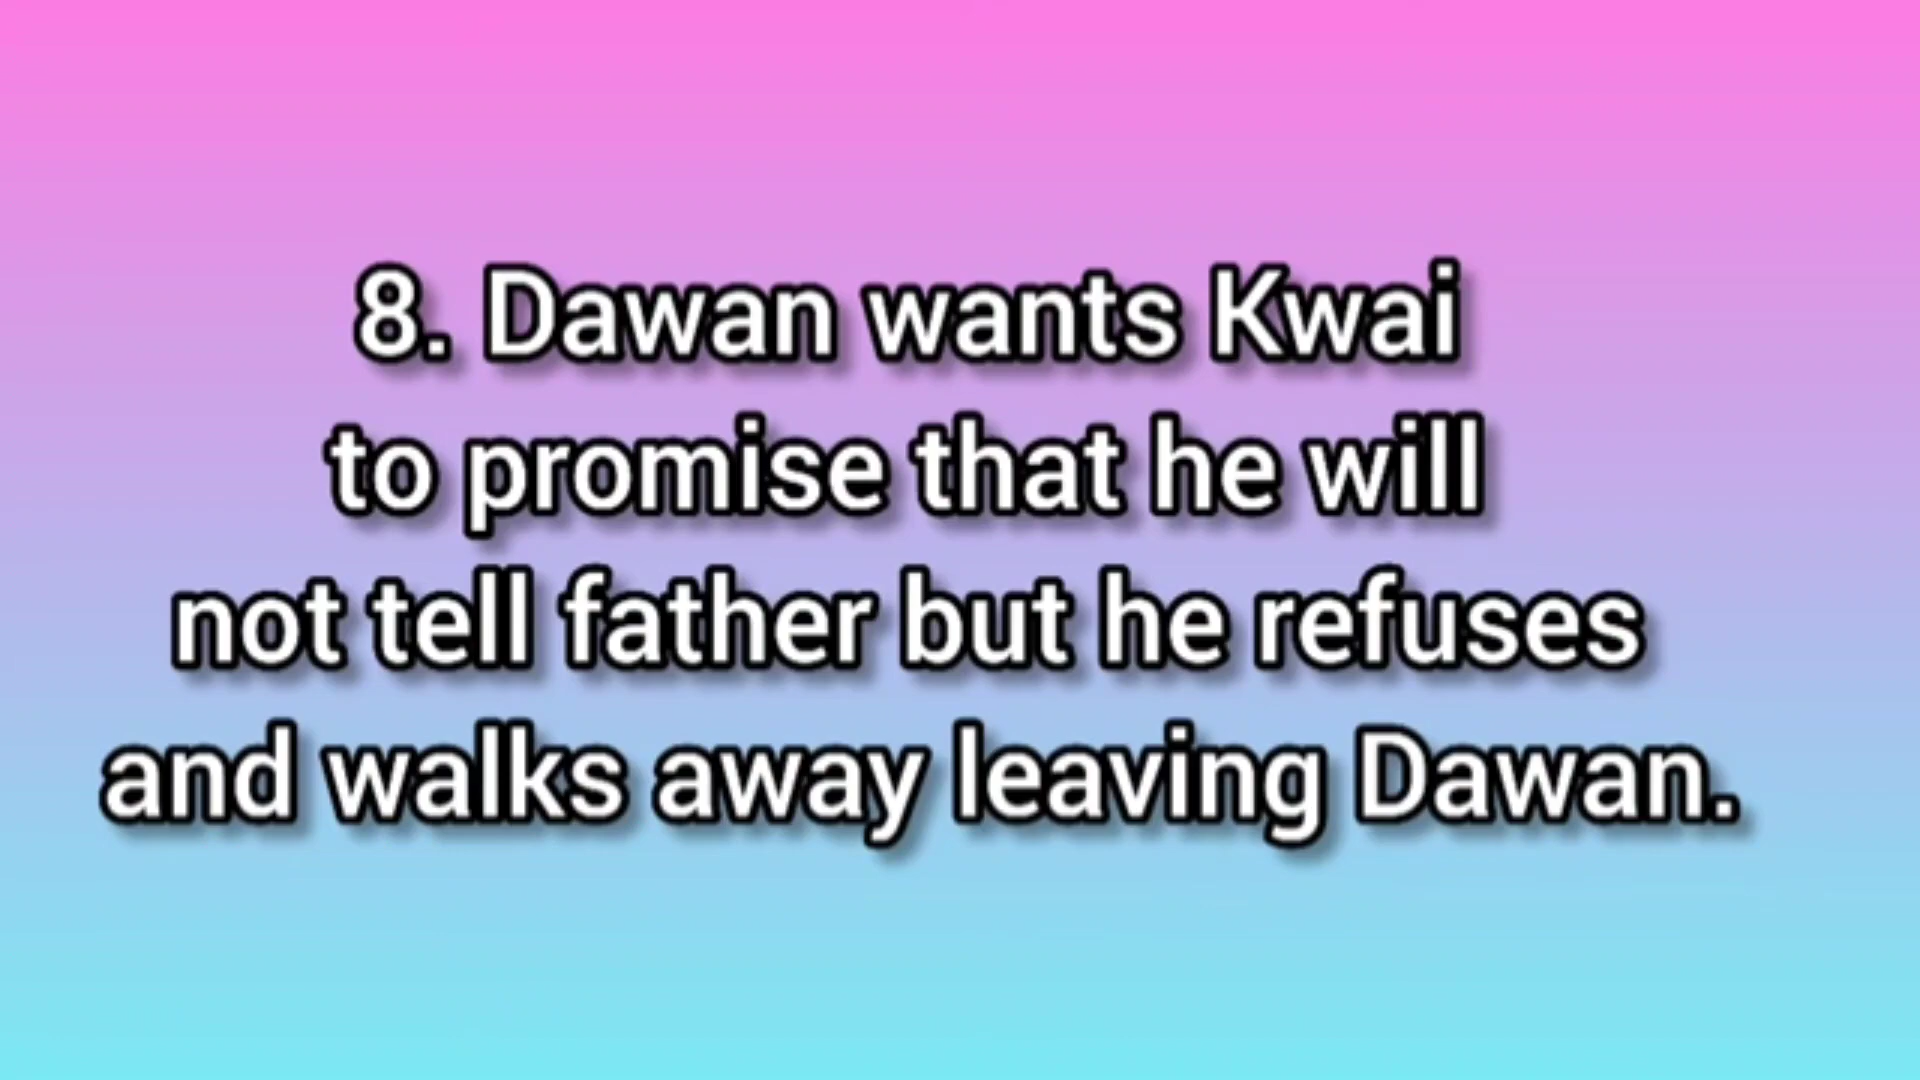 8. Dawan wants Kwai
to promise that he will
not tell father but he refuses
and walks away leaving Dawan.